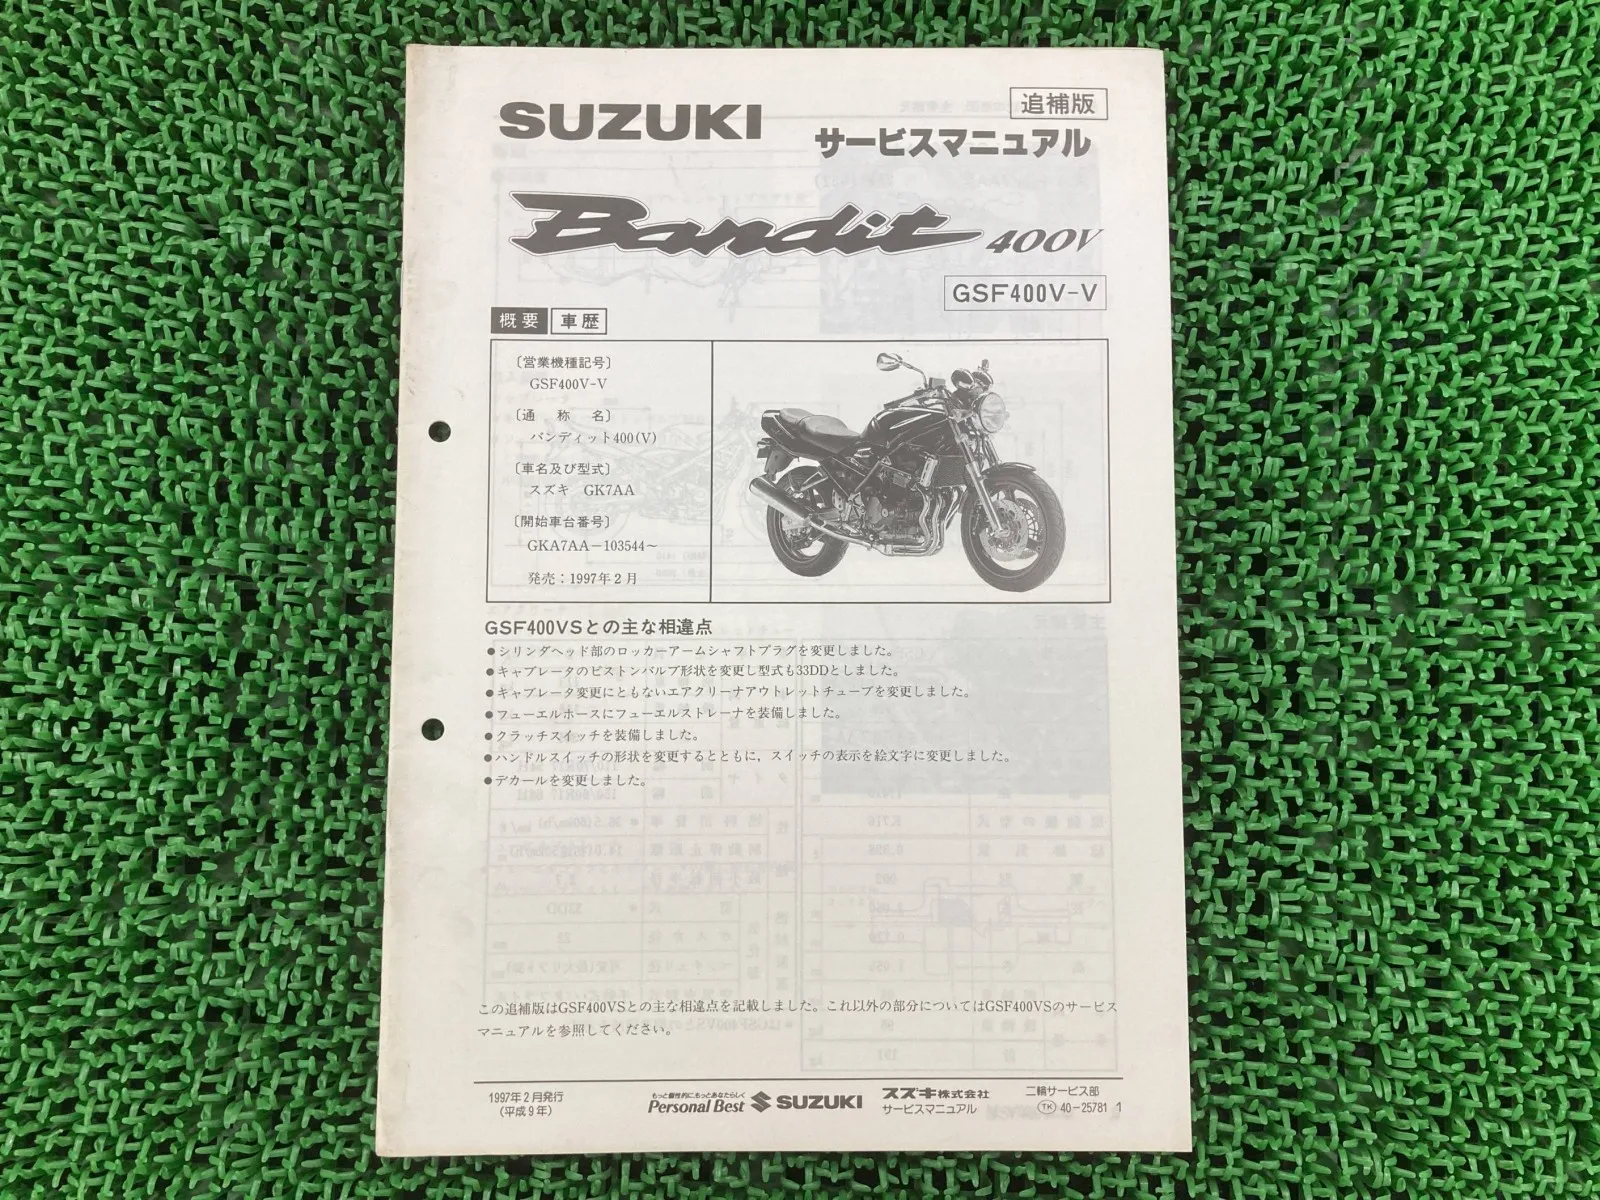 SUZUKI
追補版
サービスマニュアル
Bandit 400V
GSF400V-V
概要 車歴
〔営業機種記号〕
GSF400V-V
〔通 称 名〕
バンディット400(V)
〔車名及び型式〕
スズキ GK7AA
〔開始車台番号〕
GKA7AA－103544～
発売：1997年2月
GSF400VSとの主な相違点
●シリンダヘッド部のロッカーアームシャフトプラグを変更しました。
●キャブレータのピストンバルブ形状を変更し型式も33DDとしました。
●キャブレータ変更にともないエアクリーナアウトレットチューブを変更しました。
●フューエルホースにフューエルストレーナを装備しました。
●クラッチスイッチを装備しました。
●ハンドルスイッチの形状を変更するとともに，スイッチの表示を絵文字に変更しました。
●デカールを変更しました。
この追補版はGSF400VSとの主な相違点を記載しました。これ以外の部分についてはGSF400VSのサービス
マニュアルを参照してください。
1997年2月発行
(平成9年)
もっと個性的に、もっとあなたらしく
Personal Best SUZUKI
スズキ株式会社
サービスマニュアル
二輪サービス部
TK 40－25781 1